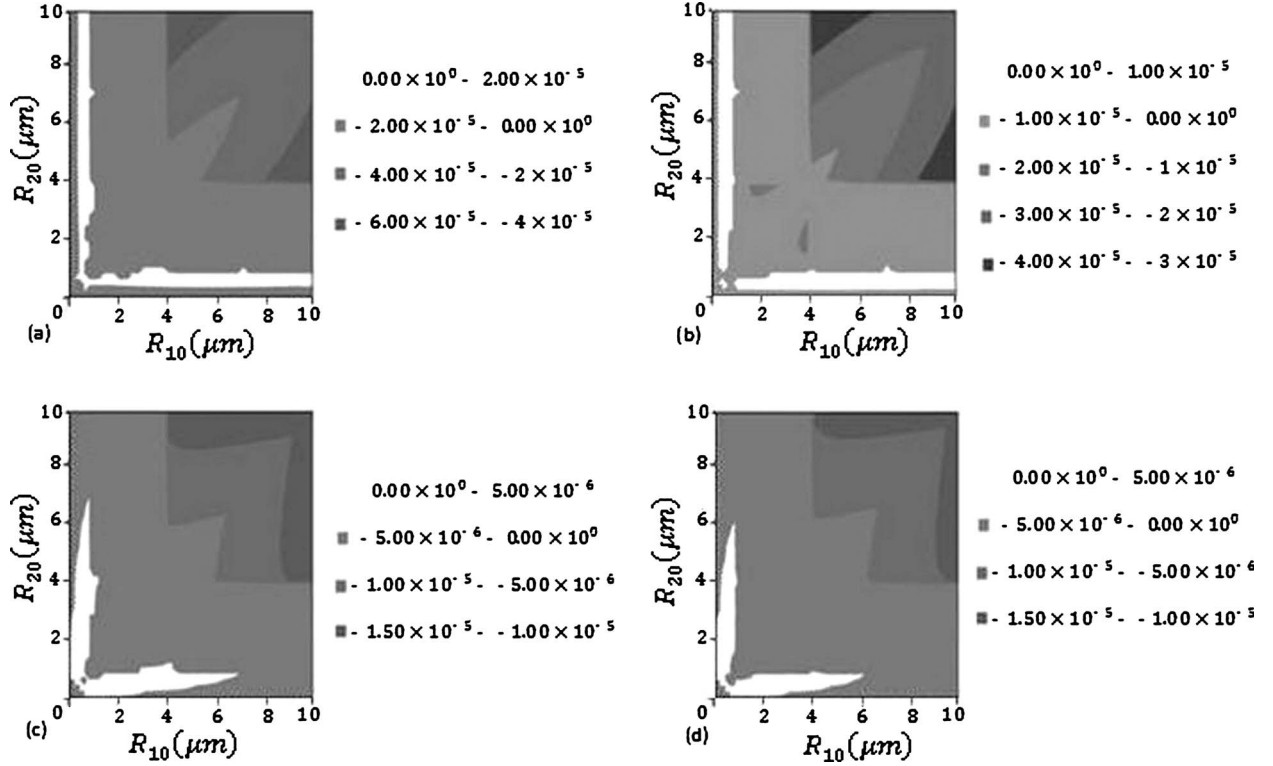 10
8
6
4
2
0
2 4 6 8 10
R₂₀(μm)
R₁₀(μm)
(a)
0.00 × 10⁰ - 2.00 × 10⁻⁵
- 2.00 × 10⁻⁵ - 0.00 × 10⁰
- 4.00 × 10⁻⁵ - - 2 × 10⁻⁵
- 6.00 × 10⁻⁵ - - 4 × 10⁻⁵
10
8
6
4
2
0
2 4 6 8 10
R₂₀(μm)
R₁₀(μm)
(b)
0.00 × 10⁰ - 1.00 × 10⁻⁵
- 1.00 × 10⁻⁵ - 0.00 × 10⁰
- 2.00 × 10⁻⁵ - - 1 × 10⁻⁵
- 3.00 × 10⁻⁵ - - 2 × 10⁻⁵
- 4.00 × 10⁻⁵ - - 3 × 10⁻⁵
10
8
6
4
2
0
2 4 6 8 10
R₂₀(μm)
R₁₀(μm)
(c)
0.00 × 10⁰ - 5.00 × 10⁻⁶
- 5.00 × 10⁻⁶ - 0.00 × 10⁰
- 1.00 × 10⁻⁵ - - 5.00 × 10⁻⁶
- 1.50 × 10⁻⁵ - - 1.00 × 10⁻⁵
10
8
6
4
2
0
2 4 6 8 10
R₂₀(μm)
R₁₀(μm)
(d)
0.00 × 10⁰ - 5.00 × 10⁻⁶
- 5.00 × 10⁻⁶ - 0.00 × 10⁰
- 1.00 × 10⁻⁵ - - 5.00 × 10⁻⁶
- 1.50 × 10⁻⁵ - - 1.00 × 10⁻⁵